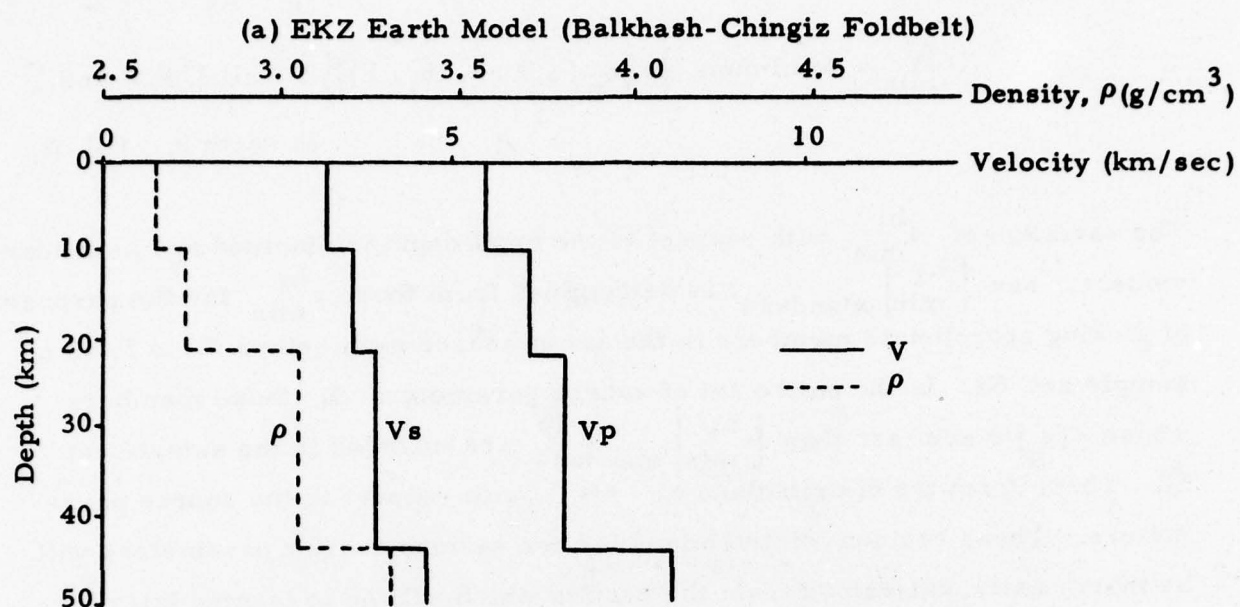 (a) EKZ Earth Model (Balkhash-Chingiz Foldbelt)
2.5 3.0 3.5 4.0 4.5
Density, ρ(g/cm³)
0 5 10
0 Velocity (km/sec)
10
20
30
40
50
Depth (km)
ρ Vs Vp
V
ρ